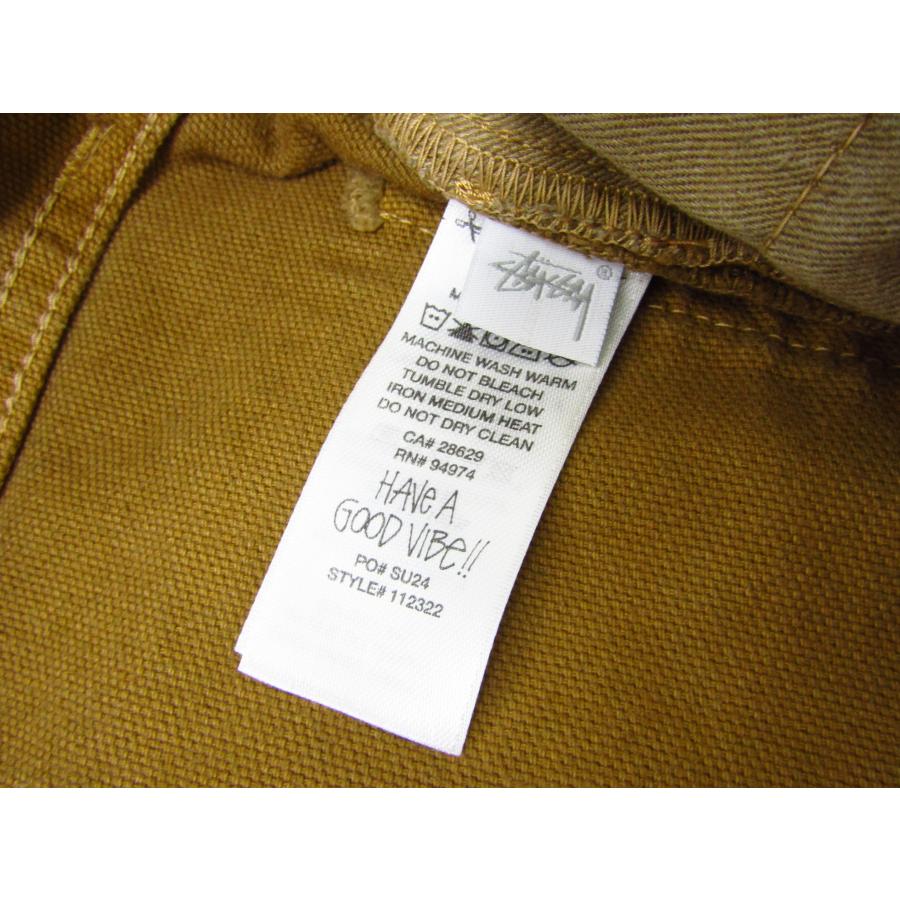 STÜSSY®
MACHINE WASH WARM
DO NOT BLEACH
TUMBLE DRY LOW
IRON MEDIUM HEAT
DO NOT DRY CLEAN
CA# 28629
RN# 94974
HAVE A
GOOD VIBE!!
PO# SU24
STYLE# 112322